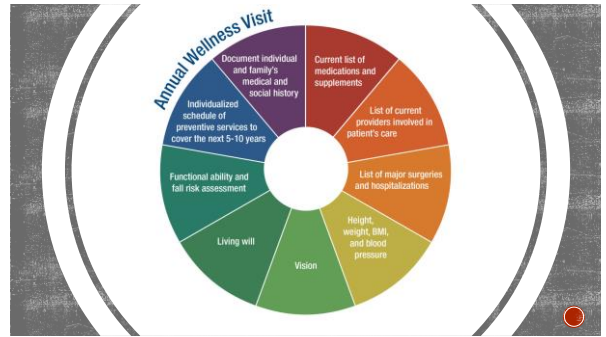 Annual Wellness Visit
Document individual
and family's
medical and
social history
Current list of
medications and
supplements
List of current
providers involved in
patient's care
List of major surgeries
and hospitalizations
Height,
weight, BMI,
and blood
pressure
Vision
Living will
Functional ability and
fall risk assessment
Individualized
schedule of
preventive services to
cover the next 5-10 years